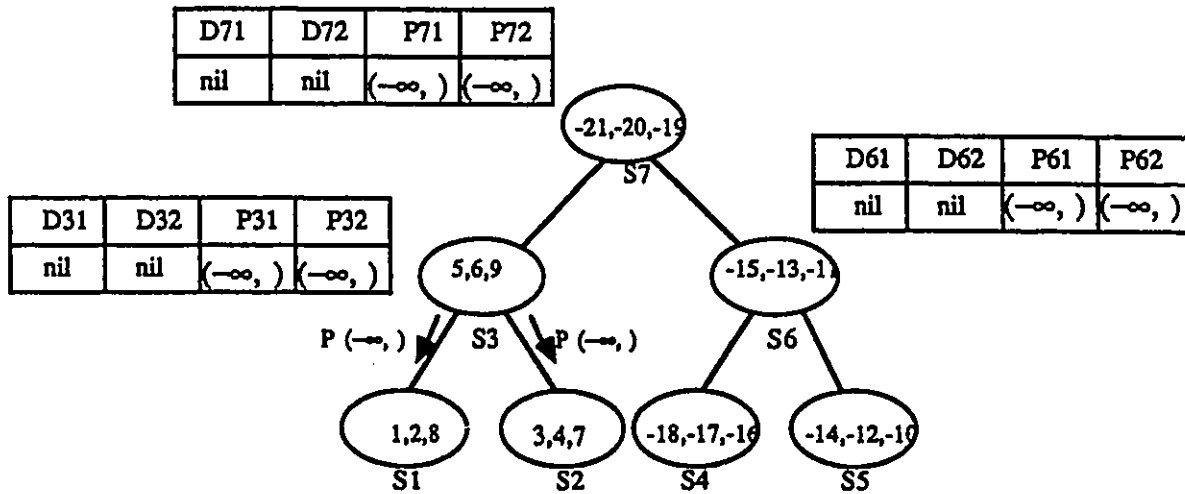 D71 D72 P71 P72
nil nil (−∞, ) (−∞, )
-21,-20,-19
S7
D61 D62 P61 P62
nil nil (−∞, ) (−∞, )
D31 D32 P31 P32
nil nil (−∞, ) (−∞, )
5,6,9
-15,-13,-11
P (−∞, )
S3
P (−∞, )
S6
1,2,8
3,4,7
-18,-17,-16
-14,-12,-10
S1
S2
S4
S5